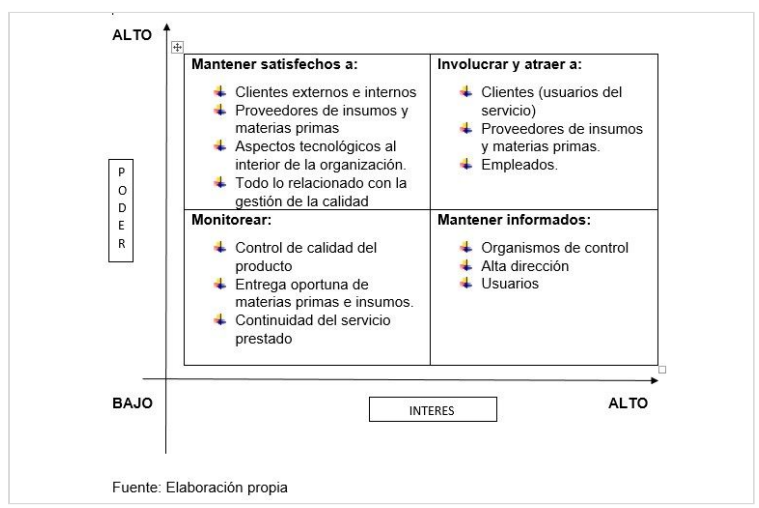 ALTO
Mantener satisfechos a:
Clientes externos e internos
Proveedores de insumos y
materias primas
Aspectos tecnológicos al
interior de la organización.
Todo lo relacionado con la
gestión de la calidad
Involucrar y atraer a:
Clientes (usuarios del
servicio)
Proveedores de insumos
y materias primas.
Empleados.
P
O
D
E
R
Monitorear:
Control de calidad del
producto
Entrega oportuna de
materias primas e insumos.
Continuidad del servicio
prestado
Mantener informados:
Organismos de control
Alta dirección
Usuarios
BAJO
INTERES
ALTO
Fuente: Elaboración propia